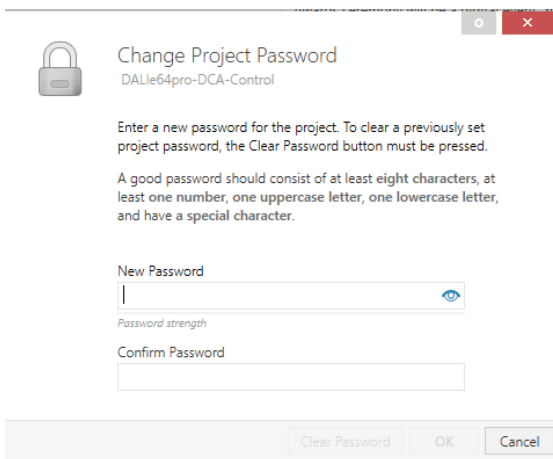 Change Project Password
DALIe64pro-DCA-Control
Enter a new password for the project. To clear a previously set
project password, the Clear Password button must be pressed.
A good password should consist of at least eight characters, at
least one number, one uppercase letter, one lowercase letter,
and have a special character.
New Password
Password strength
Confirm Password
Clear Password OK Cancel